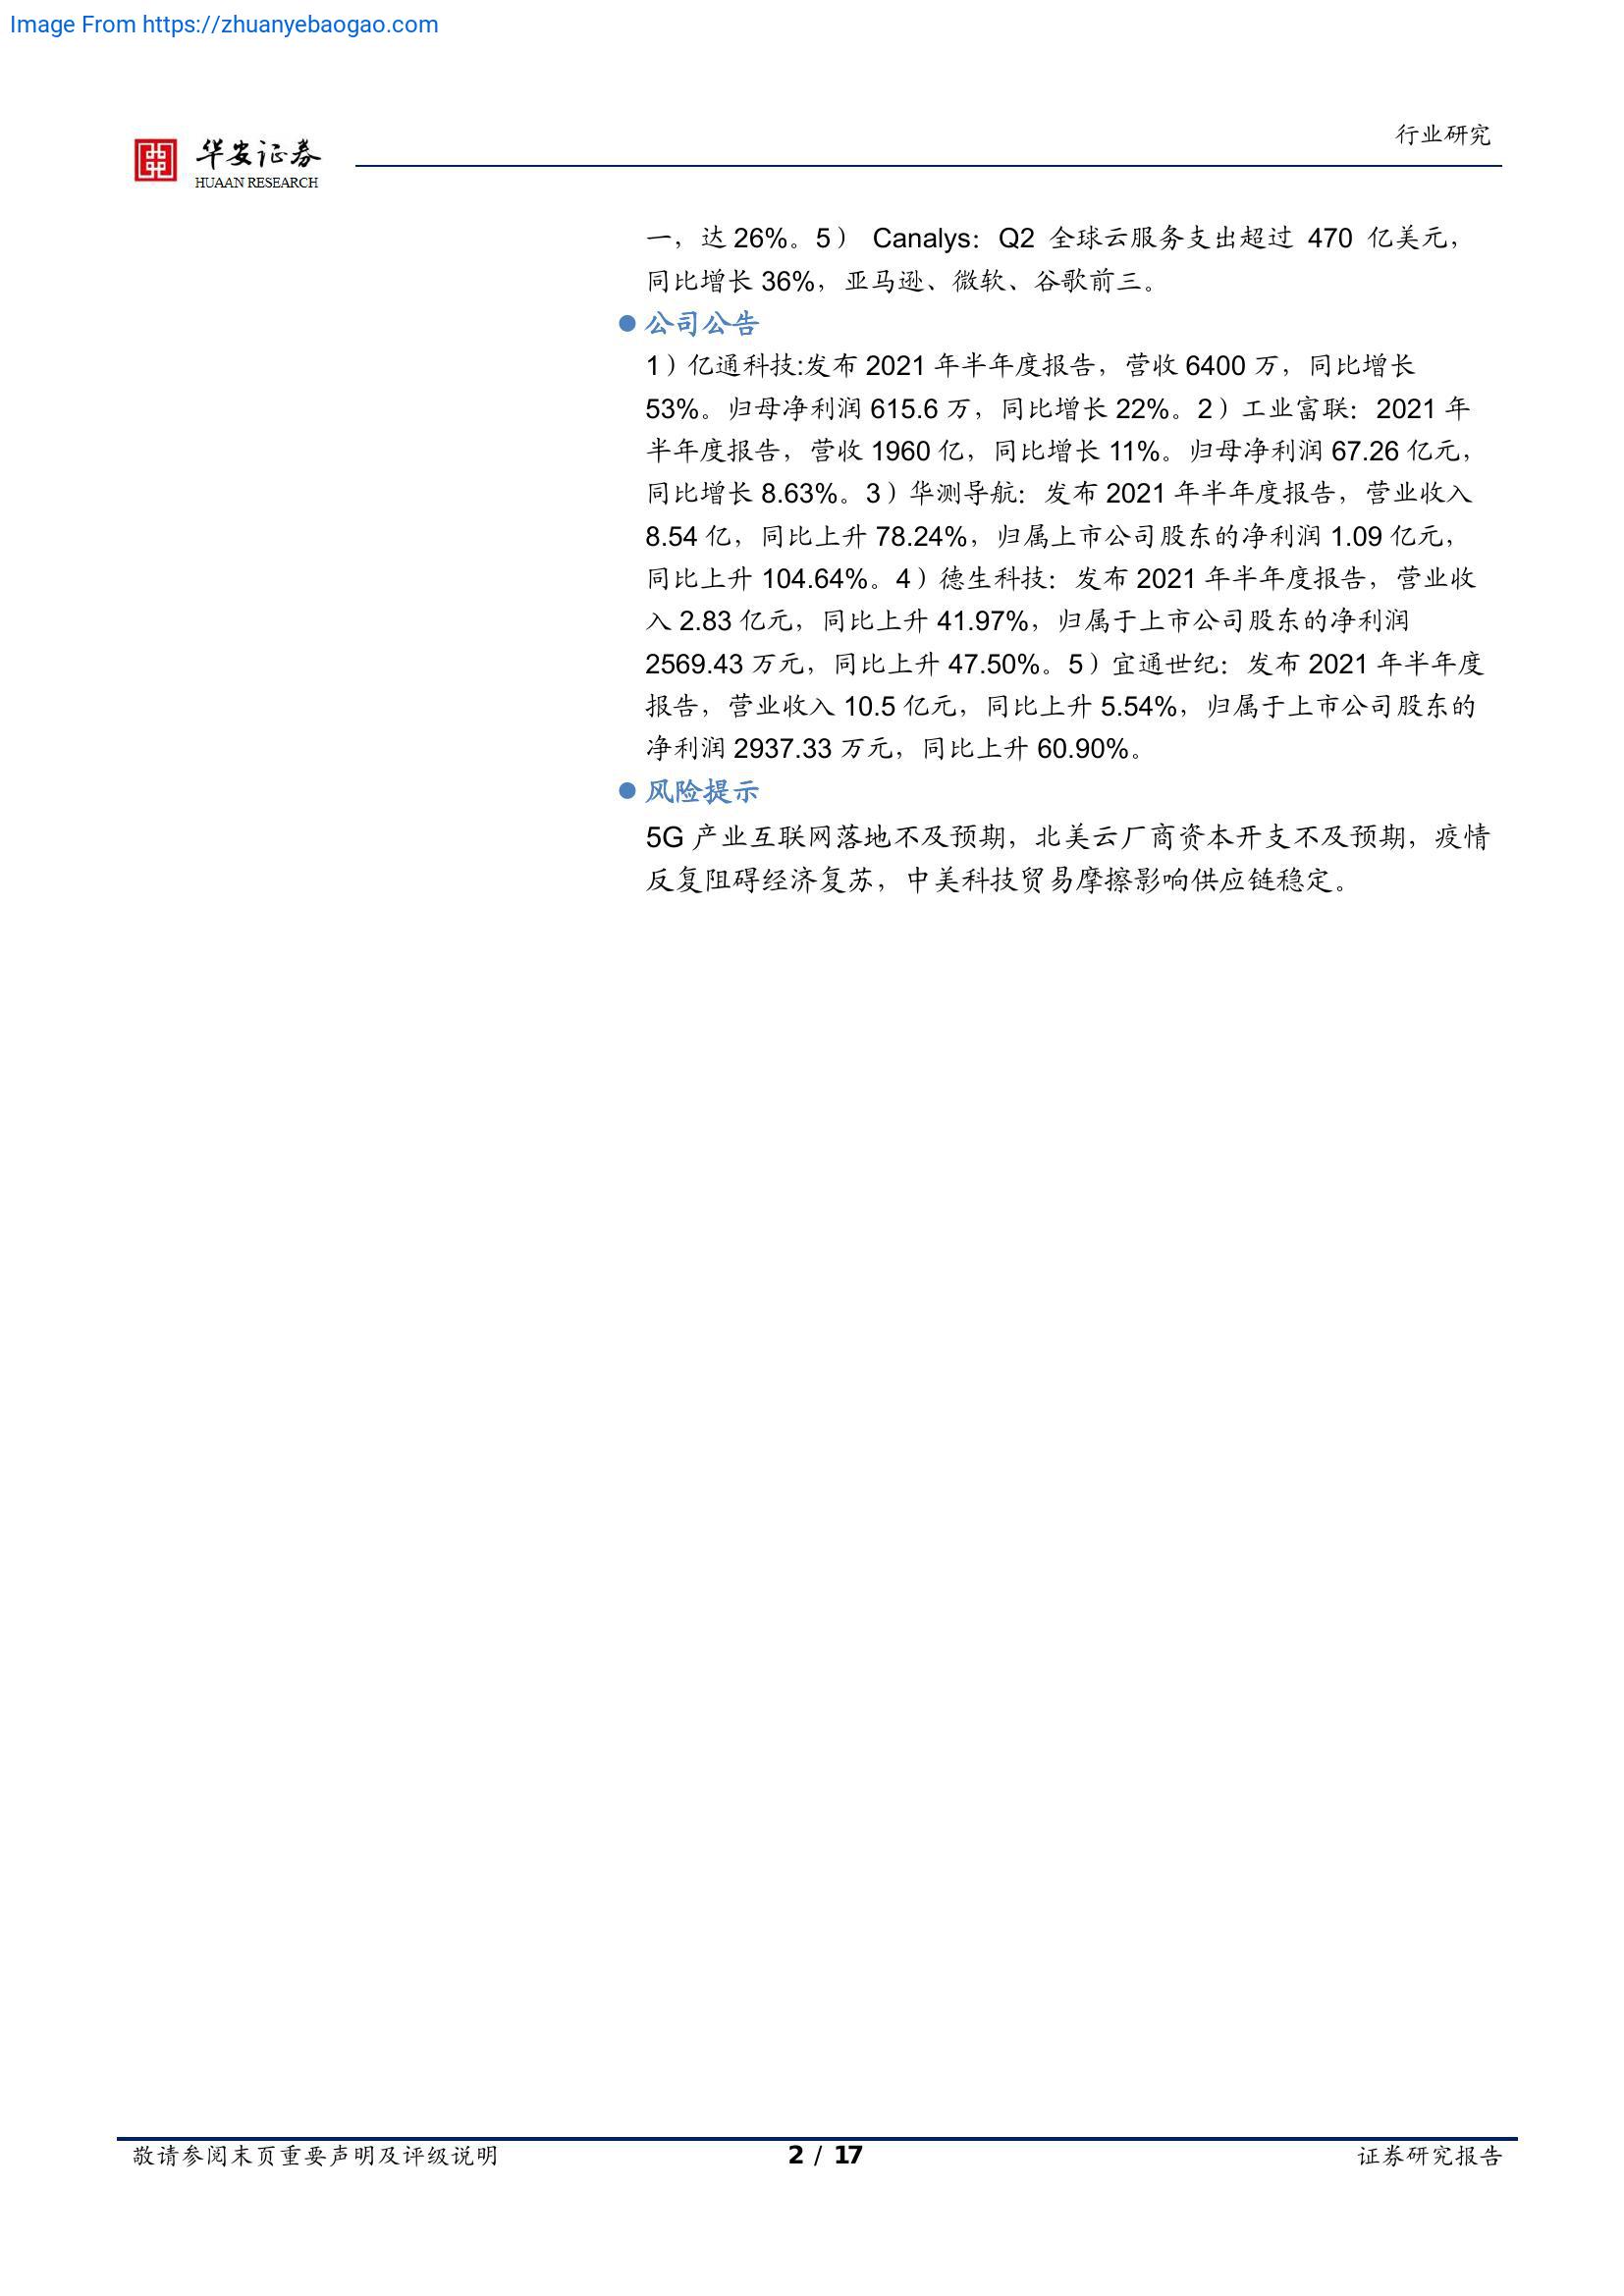 Image From https://zhuanyebaogao.com
华安证券
HUAAN RESEARCH
行业研究
一，达 26%。5） Canalys：Q2 全球云服务支出超过 470 亿美元，
同比增长 36%，亚马逊、微软、谷歌前三。
● 公司公告
1）亿通科技:发布 2021 年半年度报告，营收 6400 万，同比增长
53%。归母净利润 615.6 万，同比增长 22%。2）工业富联：2021 年
半年度报告，营收 1960 亿，同比增长 11%。归母净利润 67.26 亿元，
同比增长 8.63%。3）华测导航：发布 2021 年半年度报告，营业收入
8.54 亿，同比上升 78.24%，归属上市公司股东的净利润 1.09 亿元，
同比上升 104.64%。4）德生科技：发布 2021 年半年度报告，营业收
入 2.83 亿元，同比上升 41.97%，归属于上市公司股东的净利润
2569.43 万元，同比上升 47.50%。5）宜通世纪：发布 2021 年半年度
报告，营业收入 10.5 亿元，同比上升 5.54%，归属于上市公司股东的
净利润 2937.33 万元，同比上升 60.90%。
● 风险提示
5G 产业互联网落地不及预期，北美云厂商资本开支不及预期，疫情
反复阻碍经济复苏，中美科技贸易摩擦影响供应链稳定。
敬请参阅末页重要声明及评级说明
2 / 17
证券研究报告